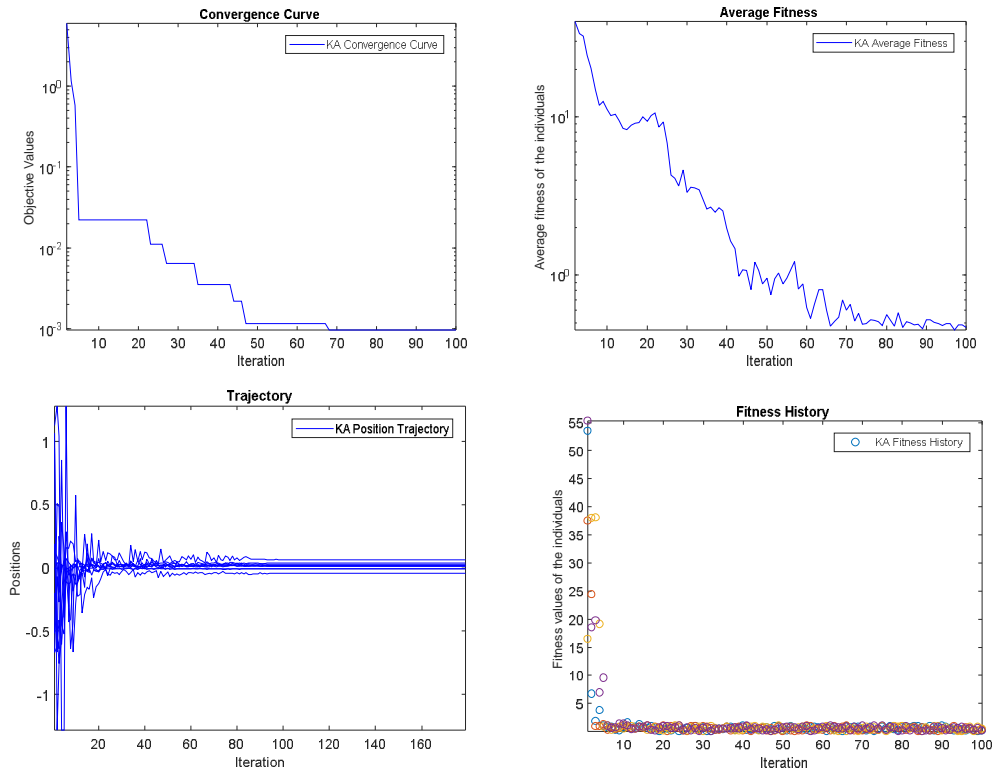 Convergence Curve
KA Convergence Curve
Objective Values
10^0
10^-1
10^-2
10^-3
10 20 30 40 50 60 70 80 90 100
Iteration
Average Fitness
KA Average Fitness
Average fitness of the individuals
10^1
10^0
10 20 30 40 50 60 70 80 90 100
Iteration
Trajectory
KA Position Trajectory
Positions
1
0.5
0
-0.5
-1
20 40 60 80 100 120 140 160
Iteration
Fitness History
KA Fitness History
Fitness values of the individuals
55
50
45
40
35
30
25
20
15
10
5
10 20 30 40 50 60 70 80 90 100
Iteration